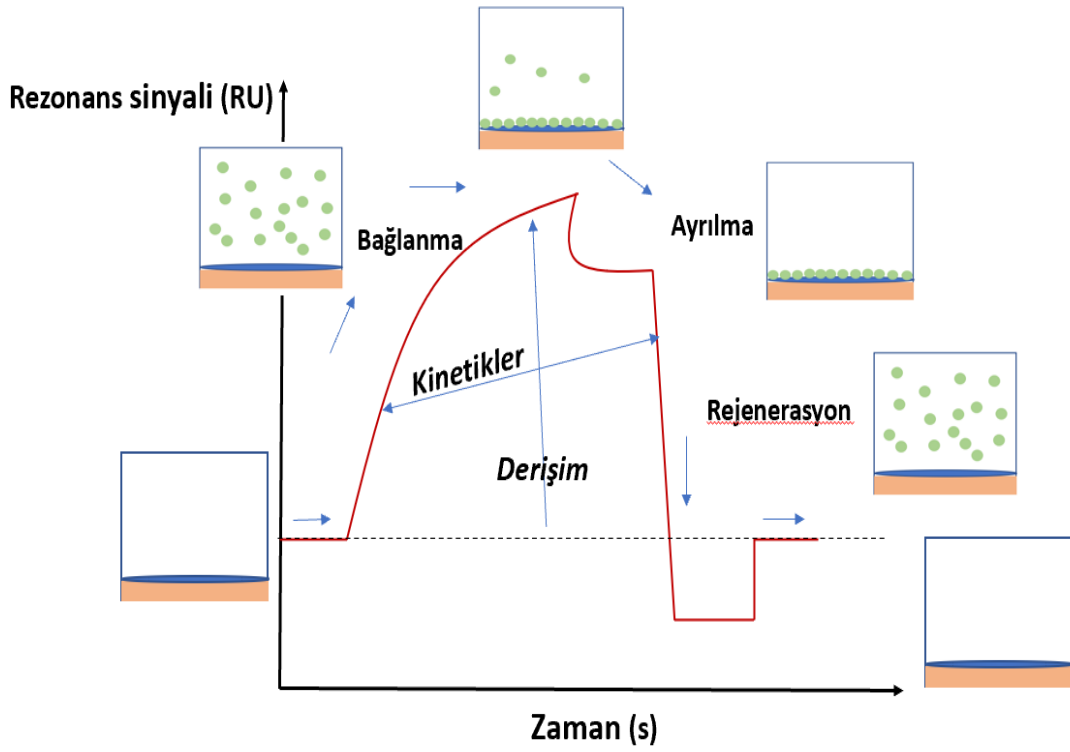 Rezonans sinyali (RU)
Bağlanma
Ayrılma
Kinetikler
Rejenerasyon
Derişim
Zaman (s)